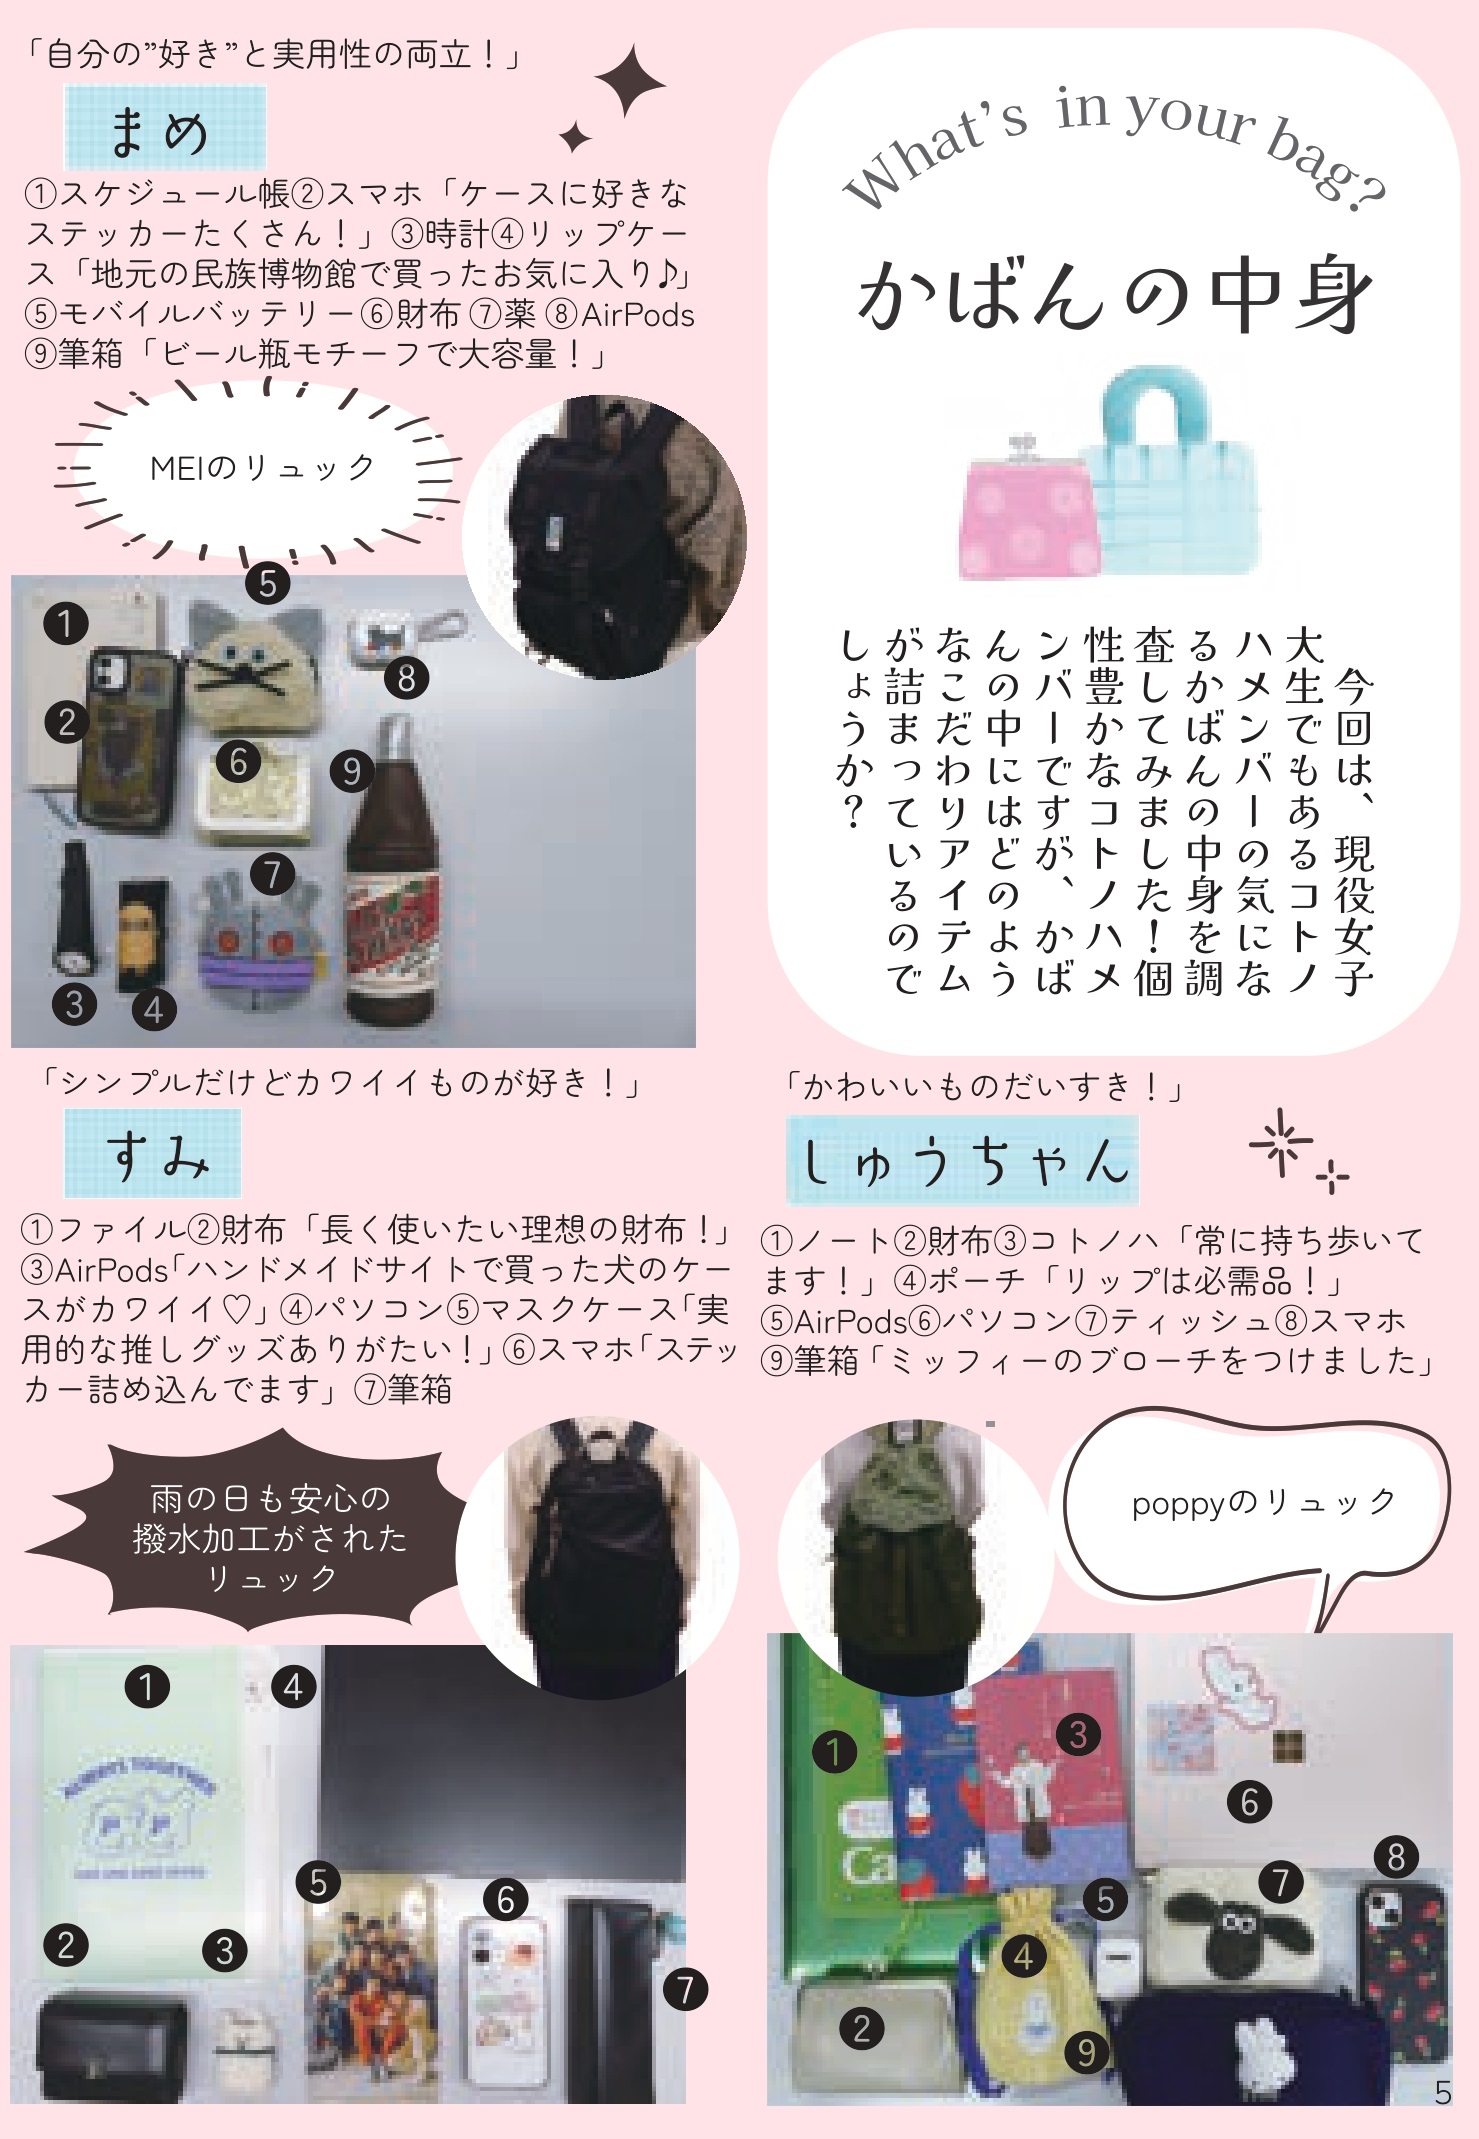 What's in your bag?
かばんの中身
今回は、現役女子
大生でもあるコトノ
ハメンバーの気にな
るかばんの中身を調
査してみました！個
性豊かなコトノハメ
ンバーですが、かば
んの中にはどのよう
なこだわりアイテム
が詰まっているので
しょうか？
「自分の”好き”と実用性の両立！」
まめ
①スケジュール帳②スマホ「ケースに好きな
ステッカーたくさん！」③時計④リップケー
ス「地元の民族博物館で買ったお気に入り♪」
⑤モバイルバッテリー⑥財布 ⑦薬 ⑧AirPods
⑨筆箱「ビール瓶モチーフで大容量！」
MEIのリュック
1
2
3
4
5
6
7
8
9
「シンプルだけどカワイイものが好き！」
すみ
①ファイル②財布「長く使いたい理想の財布！」
③AirPods「ハンドメイドサイトで買った犬のケー
スがカワイイ♡」④パソコン⑤マスクケース「実
用的な推しグッズありがたい！」⑥スマホ「ステッ
カー詰め込んでます」⑦筆箱
雨の日も安心の
撥水加工がされた
リュック
1
2
3
4
5
6
7
ALWAYS TOGETHER
「かわいいものだいすき！」
しゅうちゃん
①ノート②財布③コトノハ「常に持ち歩いて
ます！」④ポーチ「リップは必需品！」
⑤AirPods⑥パソコン⑦ティッシュ⑧スマホ
⑨筆箱「ミッフィーのブローチをつけました」
poppyのリュック
1
2
3
4
5
6
7
8
9
Ca
5